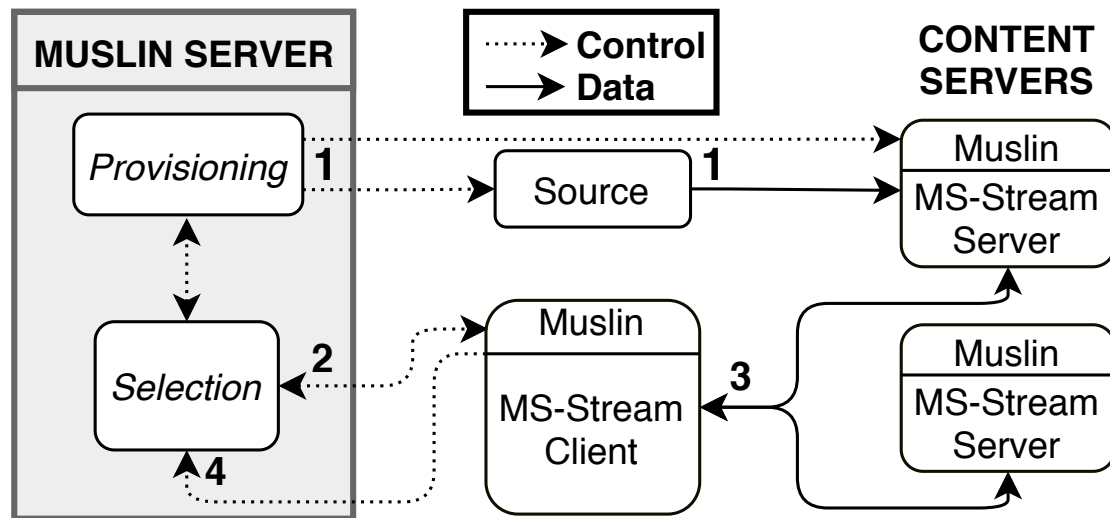 MUSLIN SERVER
Control
Data
CONTENT
SERVERS
Provisioning
1
Source
1
Muslin
MS-Stream
Server
Selection
2
Muslin
MS-Stream
Client
3
Muslin
MS-Stream
Server
4